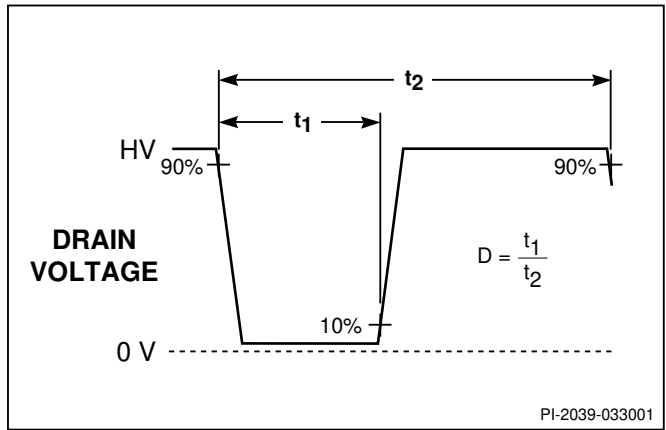 t2
t1
HV
90%
90%
DRAIN
VOLTAGE
D = t1
t2
10%
0 V
PI-2039-033001